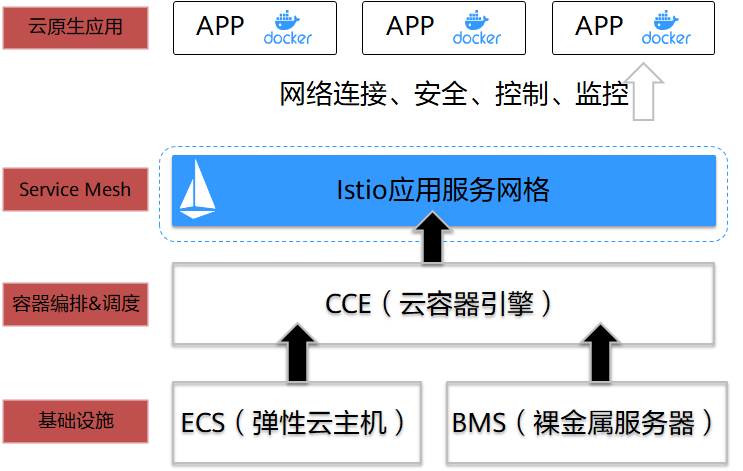 云原生应用
APP docker
APP docker
APP docker
网络连接、安全、控制、监控
Service Mesh
Istio应用服务网格
容器编排&调度
CCE（云容器引擎）
基础设施
ECS（弹性云主机）
BMS（裸金属服务器）